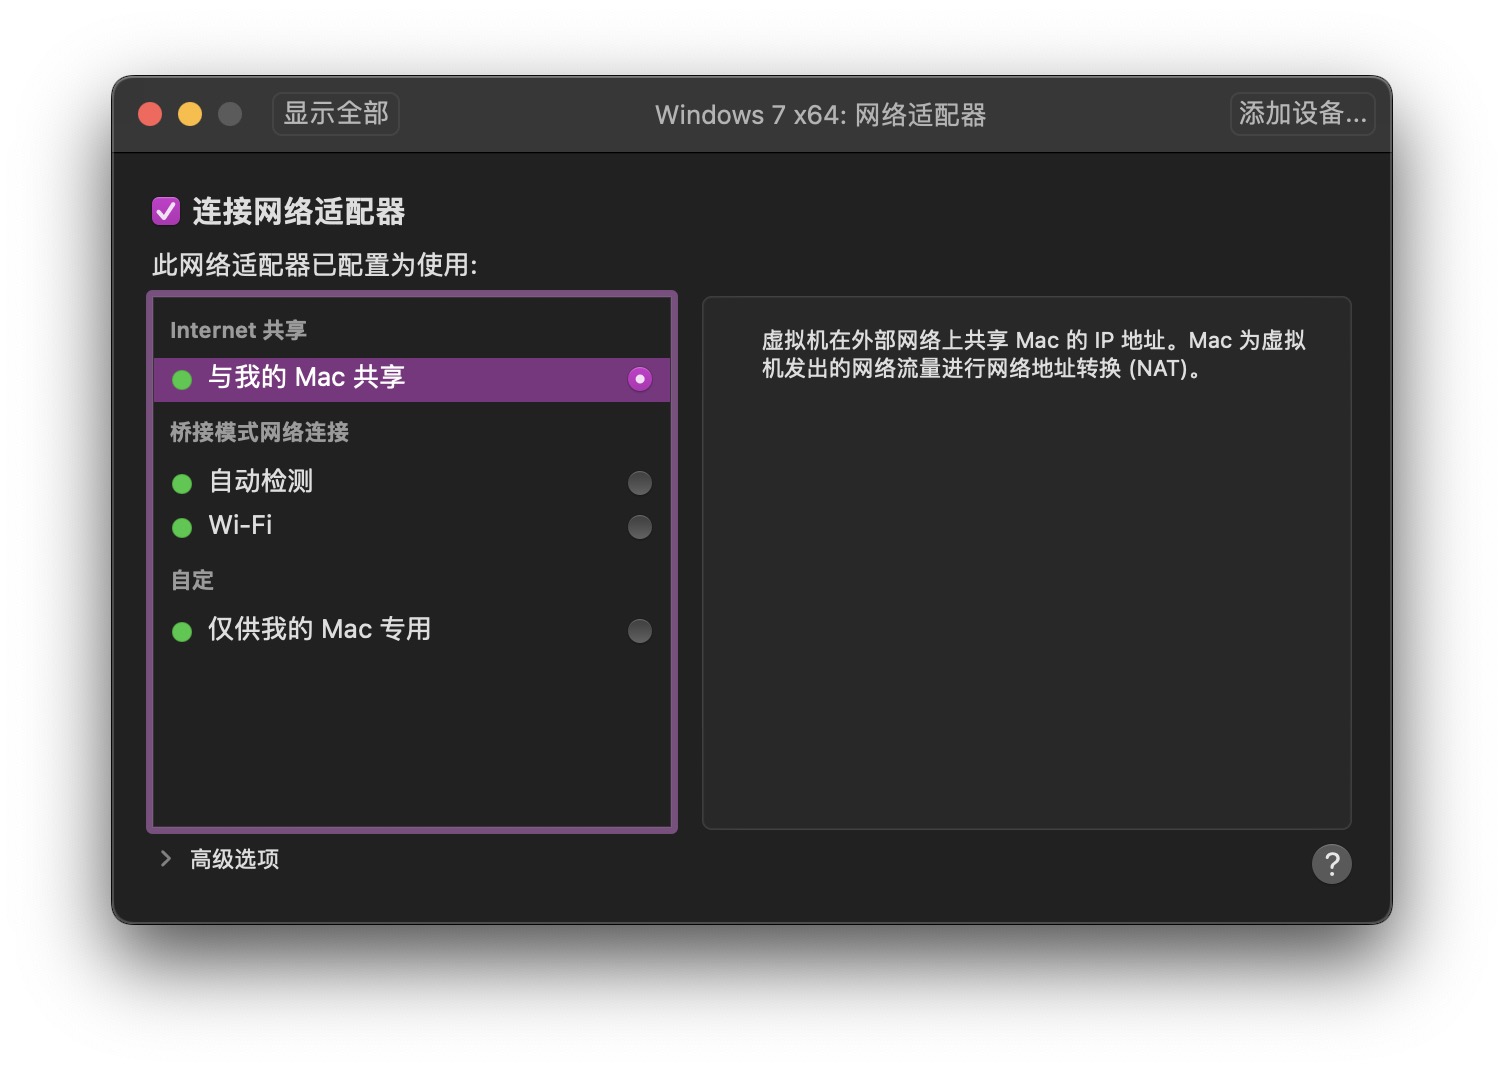 显示全部
Windows 7 x64: 网络适配器
添加设备...
连接网络适配器
此网络适配器已配置为使用:
Internet 共享
与我的 Mac 共享
桥接模式网络连接
自动检测
Wi-Fi
自定
仅供我的 Mac 专用
虚拟机在外部网络上共享 Mac 的 IP 地址。Mac 为虚拟
机发出的网络流量进行网络地址转换 (NAT)。
高级选项
?